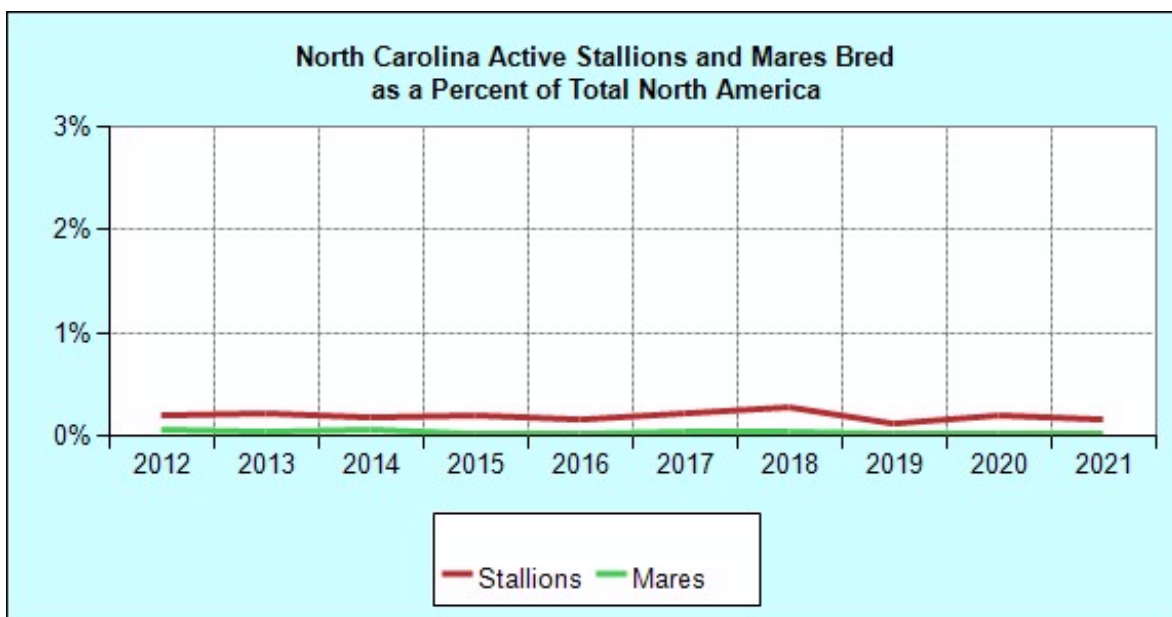 North Carolina Active Stallions and Mares Bred
as a Percent of Total North America
3%
2%
1%
0%
2012 2013 2014 2015 2016 2017 2018 2019 2020 2021
Stallions Mares